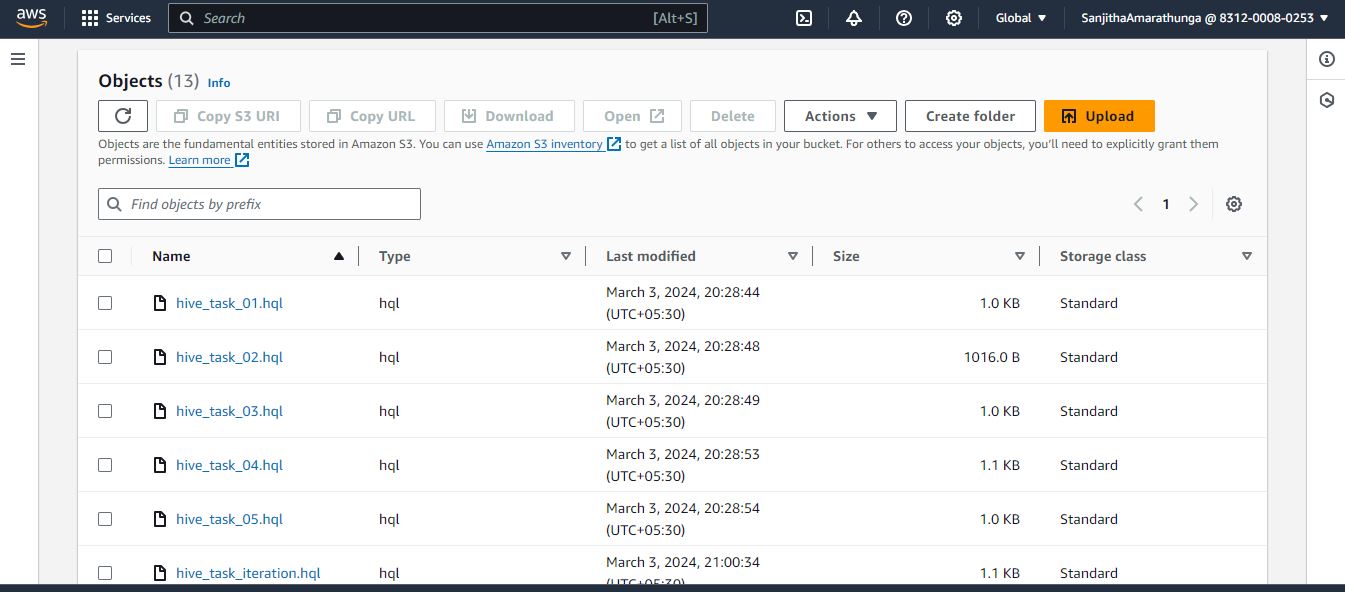 aws Services Search [Alt+S] Global SanjithaAmarathunga @ 8312-0008-0253
Objects (13) Info
Copy S3 URI Copy URL Download Open Delete Actions Create folder Upload
Objects are the fundamental entities stored in Amazon S3. You can use Amazon S3 inventory to get a list of all objects in your bucket. For others to access your objects, you'll need to explicitly grant them
permissions. Learn more
Find objects by prefix 1
Name Type Last modified Size Storage class
hive_task_01.hql hql March 3, 2024, 20:28:44 (UTC+05:30) 1.0 KB Standard
hive_task_02.hql hql March 3, 2024, 20:28:48 (UTC+05:30) 1016.0 B Standard
hive_task_03.hql hql March 3, 2024, 20:28:49 (UTC+05:30) 1.0 KB Standard
hive_task_04.hql hql March 3, 2024, 20:28:53 (UTC+05:30) 1.1 KB Standard
hive_task_05.hql hql March 3, 2024, 20:28:54 (UTC+05:30) 1.0 KB Standard
hive_task_iteration.hql hql March 3, 2024, 21:00:34 (UTC+05:30) 1.1 KB Standard